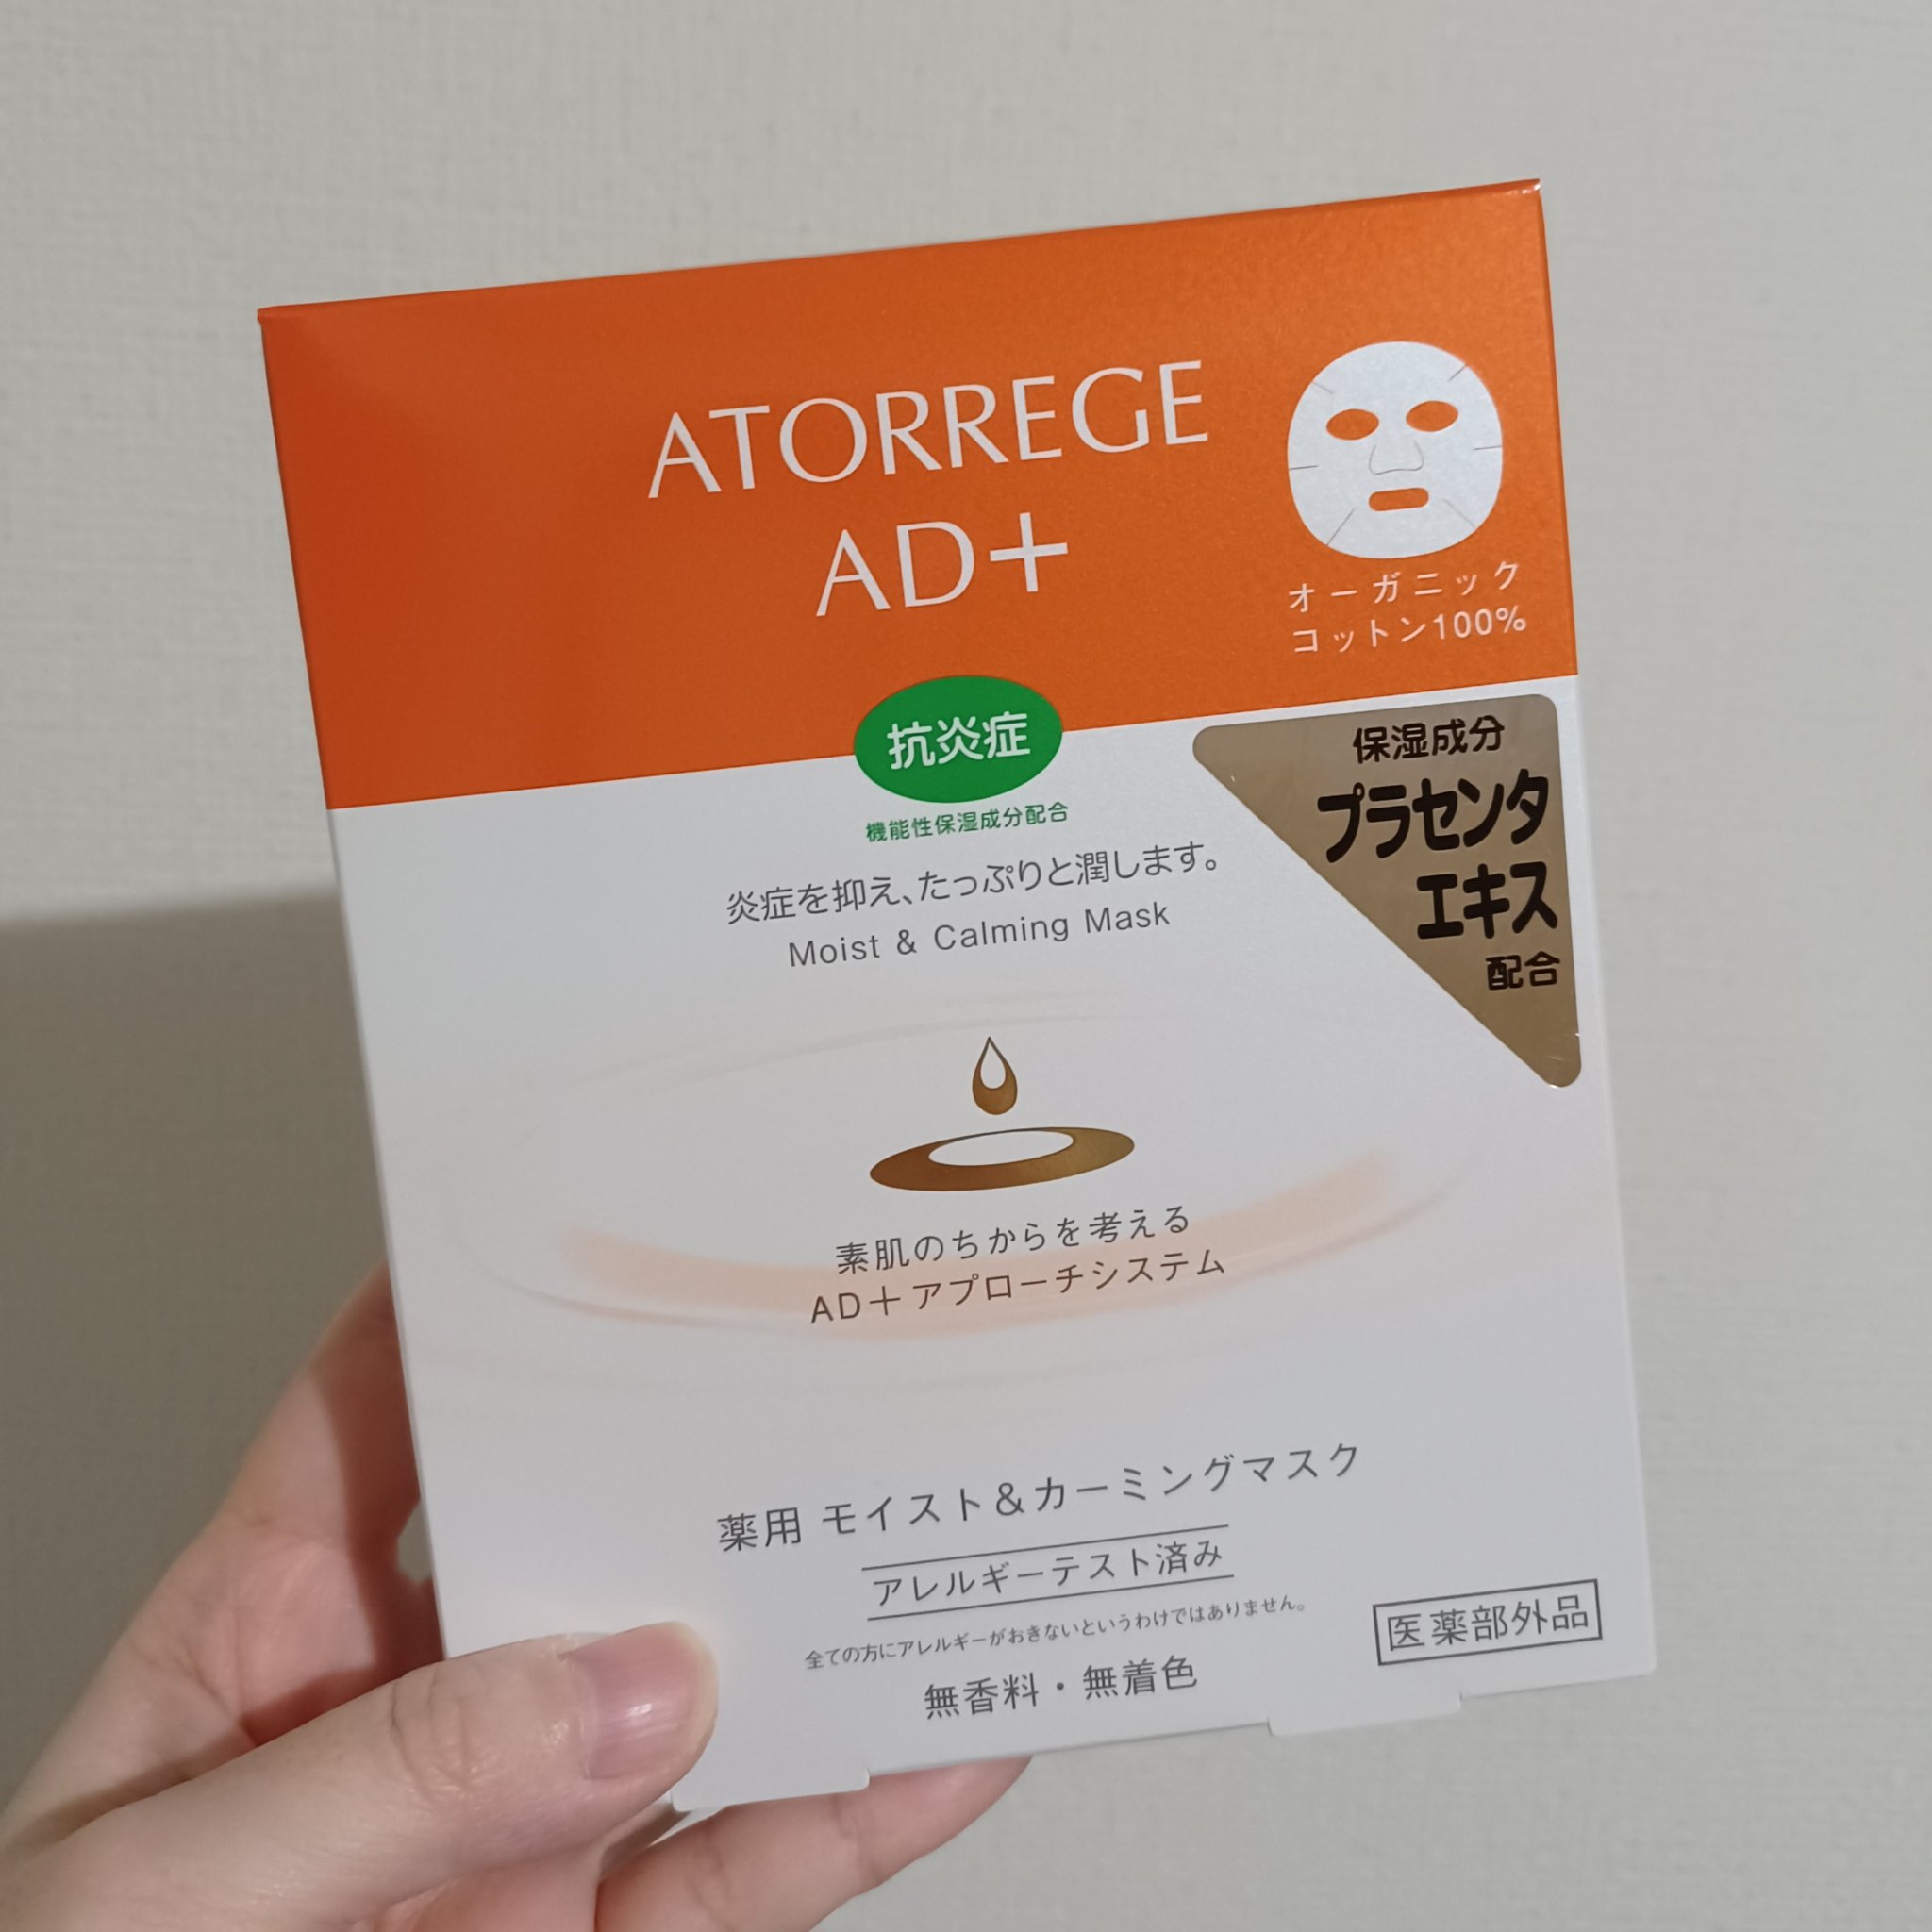 ATORREGE
AD+
オーガニック
コットン100%
抗炎症
機能性保湿成分配合
保湿成分
プラセンタ
エキス
配合
炎症を抑え、たっぷりと潤します。
Moist & Calming Mask
素肌のちからを考える
AD+アプローチシステム
薬用 モイスト&カーミングマスク
アレルギーテスト済み
全ての方にアレルギーがおきないというわけではありません。
無香料・無着色
医薬部外品